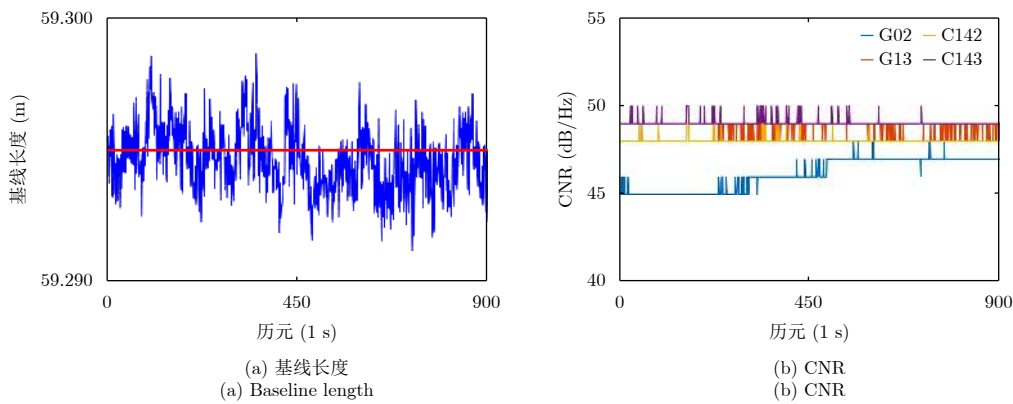 59.300
基线长度 (m)
59.290
0
450
900
历元 (1 s)
(a) 基线长度
(a) Baseline length
55
50
CNR (dB/Hz)
45
40
G02 C142
G13 C143
0
450
900
历元 (1 s)
(b) CNR
(b) CNR